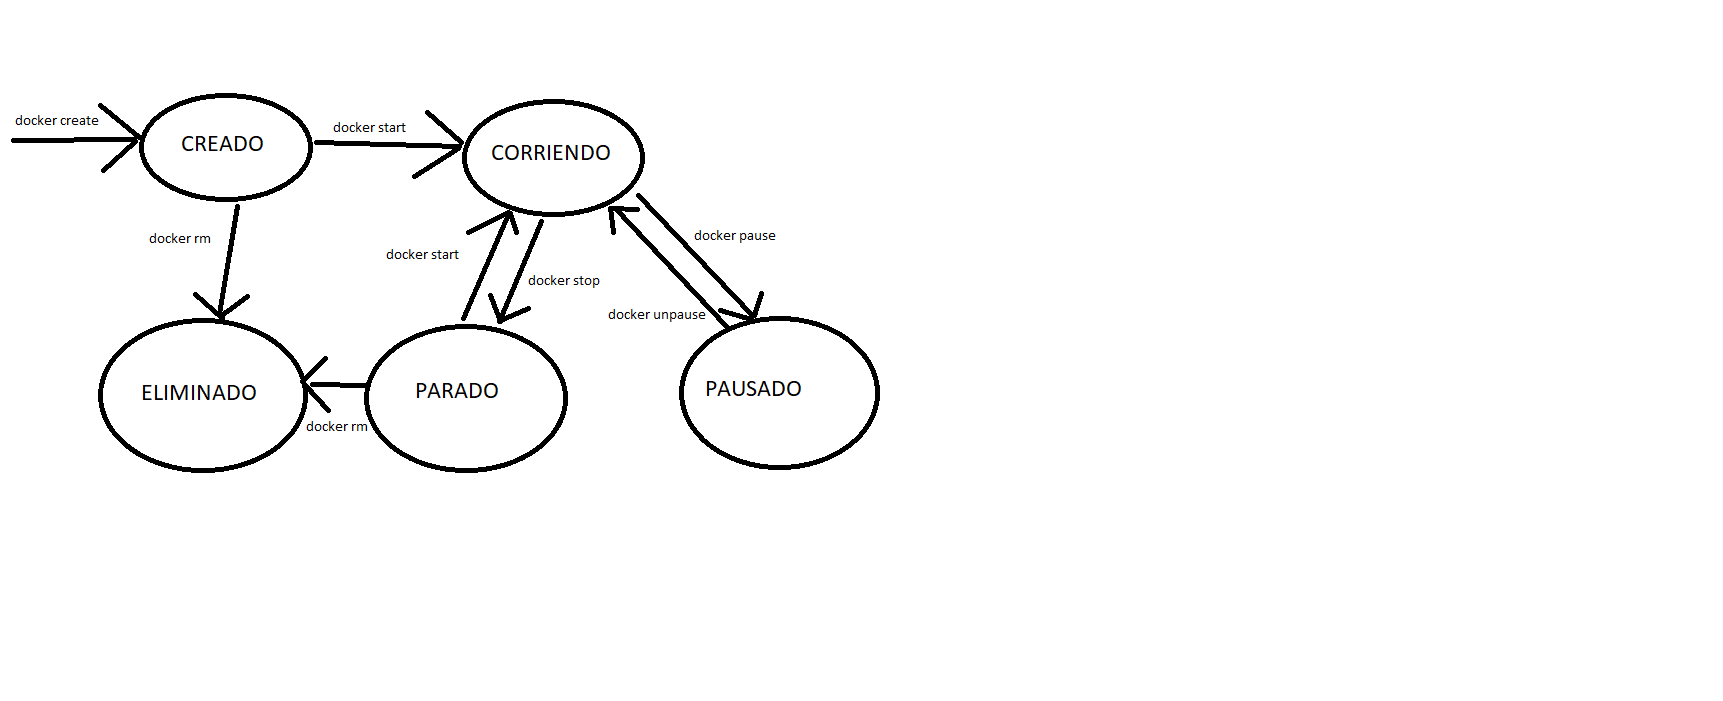 docker create
CREADO
docker start
CORRIENDO
docker rm
docker start
docker stop
docker pause
docker unpause
ELIMINADO
docker rm
PARADO
PAUSADO